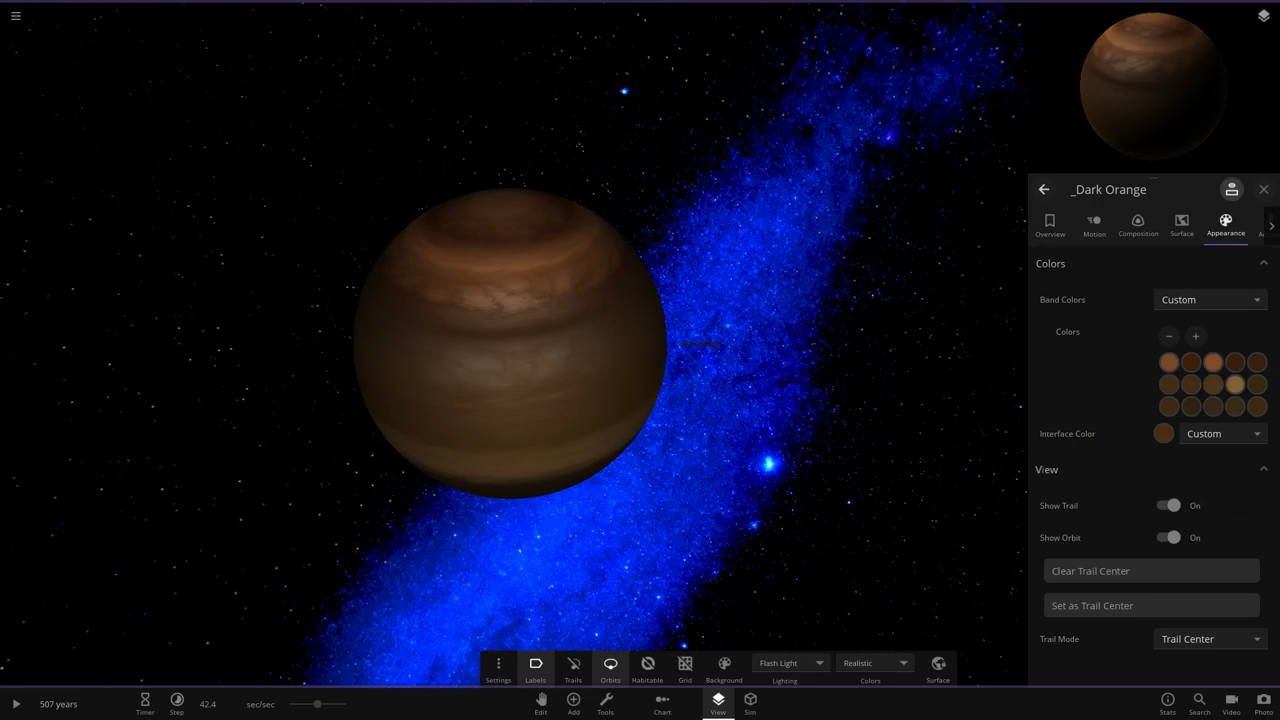 _Dark Orange
Overview
Motion
Composition
Surface
Appearance
Colors
Band Colors
Custom
Colors
Interface Color
Custom
View
Show Trail
On
Show Orbit
On
Clear Trail Center
Set as Trail Center
Trail Mode
Trail Center
Settings
Labels
Trails
Orbits
Habitable
Grid
Background
Flash Light
Lighting
Realistic
Colors
Surface
507 years
Timer
Step
42.4
sec/sec
Edit
Add
Tools
Chart
View
Sim
Stats
Search
Video
Photo